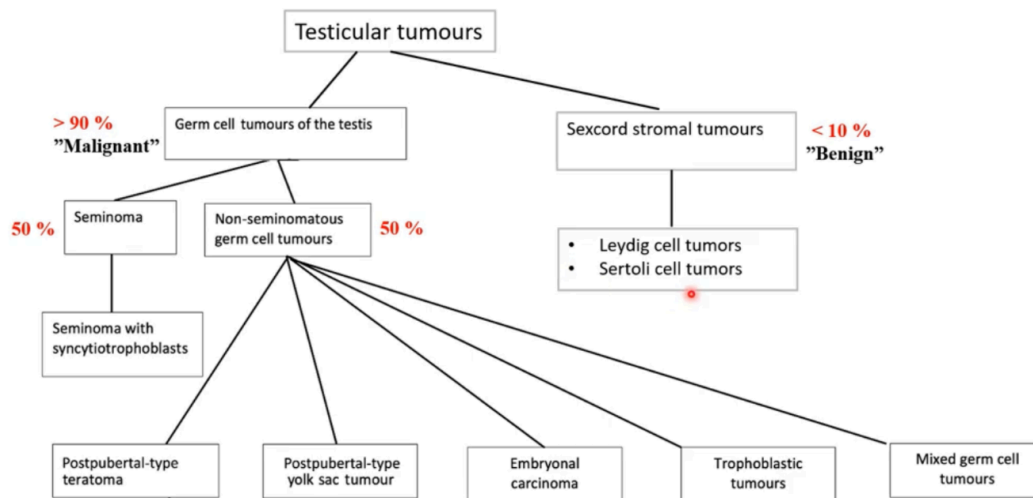 Testicular tumours
> 90 %
"Malignant"
Germ cell tumours of the testis
Sexcord stromal tumours
< 10 %
"Benign"
50 %
Seminoma
Non-seminomatous
germ cell tumours
50 %
• Leydig cell tumors
• Sertoli cell tumors
Seminoma with
syncytiotrophoblasts
Postpubertal-type
teratoma
Postpubertal-type
yolk sac tumour
Embryonal
carcinoma
Trophoblastic
tumours
Mixed germ cell
tumours